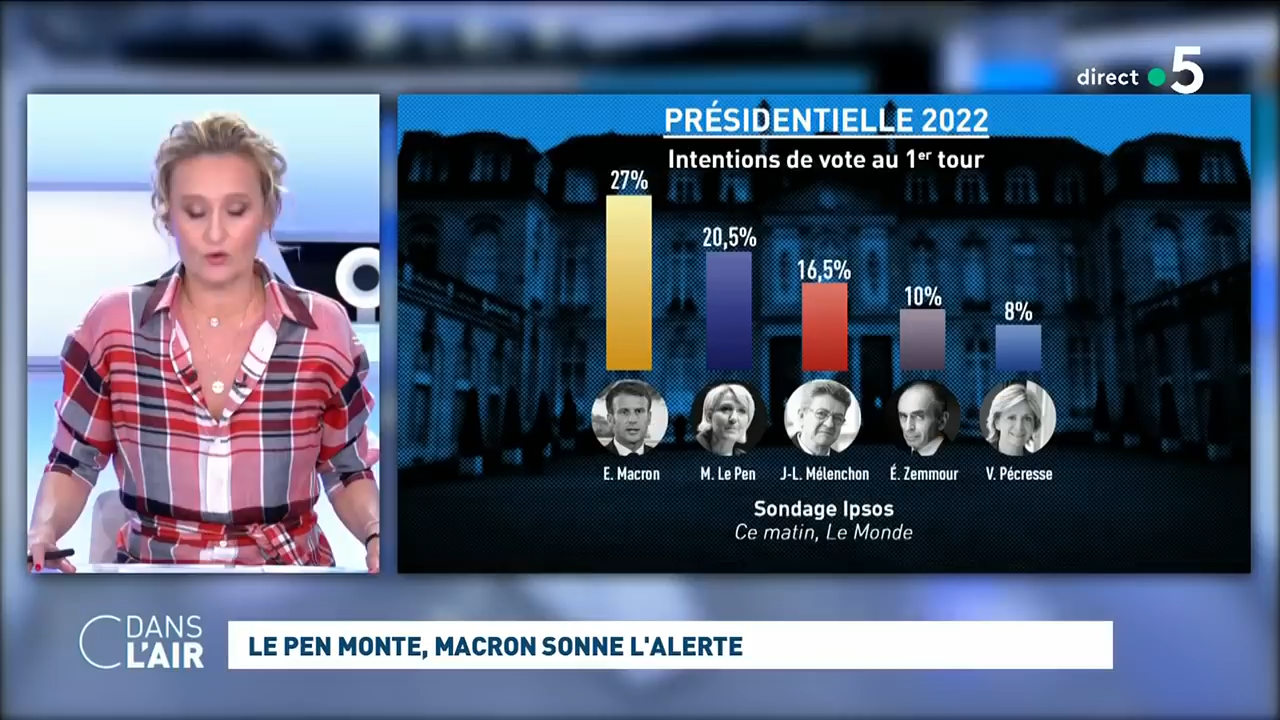 direct 5
PRÉSIDENTIELLE 2022
Intentions de vote au 1er tour
27%
20,5%
16,5%
10%
8%
E. Macron
M. Le Pen
J-L. Mélenchon
É. Zemmour
V. Pécresse
Sondage Ipsos
Ce matin, Le Monde
C DANS
L'AIR
LE PEN MONTE, MACRON SONNE L'ALERTE